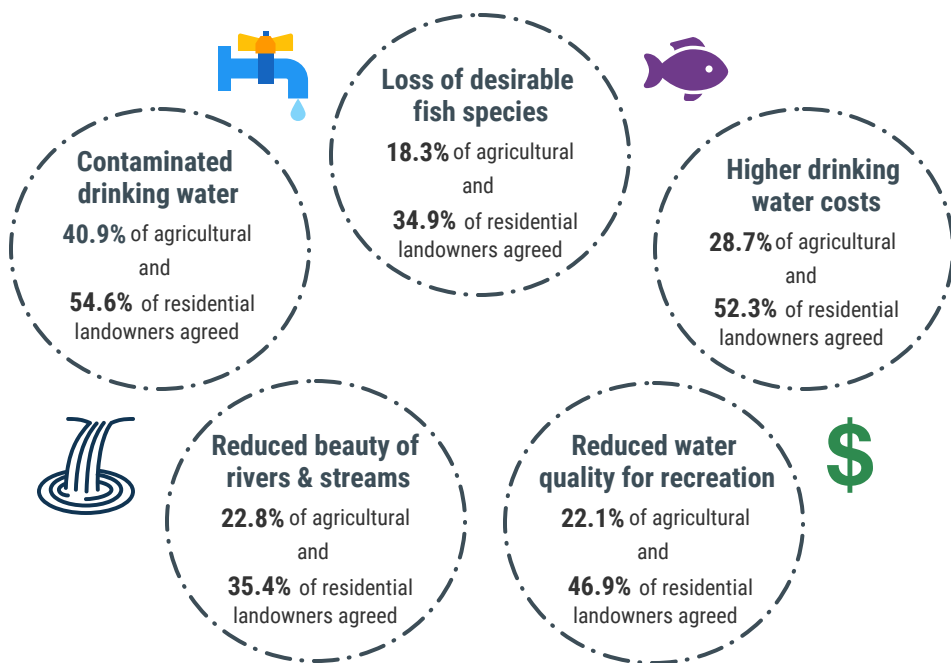 Loss of desirable
fish species
18.3% of agricultural
and
34.9% of residential
landowners agreed
Contaminated
drinking water
40.9% of agricultural
and
54.6% of residential
landowners agreed
Higher drinking
water costs
28.7% of agricultural
and
52.3% of residential
landowners agreed
Reduced beauty of
rivers & streams
22.8% of agricultural
and
35.4% of residential
landowners agreed
Reduced water
quality for recreation
22.1% of agricultural
and
46.9% of residential
landowners agreed
$